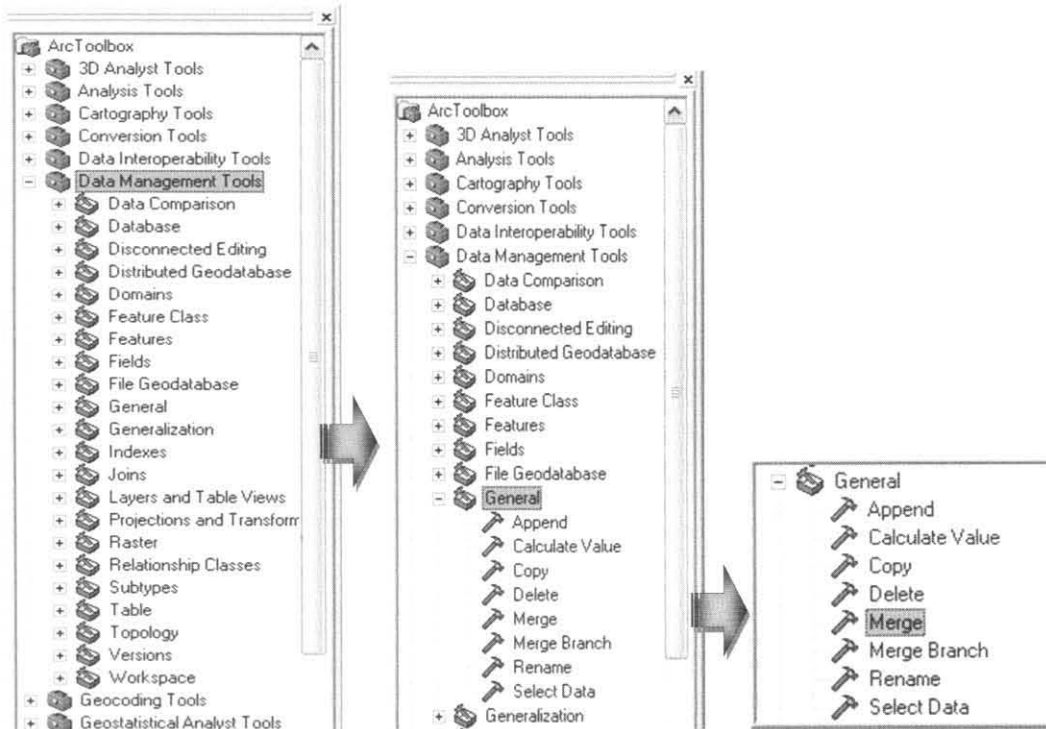 ArcToolbox
3D Analyst Tools
Analysis Tools
Cartography Tools
Conversion Tools
Data Interoperability Tools
Data Management Tools
Data Comparison
Database
Disconnected Editing
Distributed Geodatabase
Domains
Feature Class
Features
Fields
File Geodatabase
General
Generalization
Indexes
Joins
Layers and Table Views
Projections and Transform
Raster
Relationship Classes
Subtypes
Table
Topology
Versions
Workspace
Geocoding Tools
Geostatistical Analyst Tools
ArcToolbox
3D Analyst Tools
Analysis Tools
Cartography Tools
Conversion Tools
Data Interoperability Tools
Data Management Tools
Data Comparison
Database
Disconnected Editing
Distributed Geodatabase
Domains
Feature Class
Features
Fields
File Geodatabase
General
Append
Calculate Value
Copy
Delete
Merge
Merge Branch
Rename
Select Data
Generalization
General
Append
Calculate Value
Copy
Delete
Merge
Merge Branch
Rename
Select Data